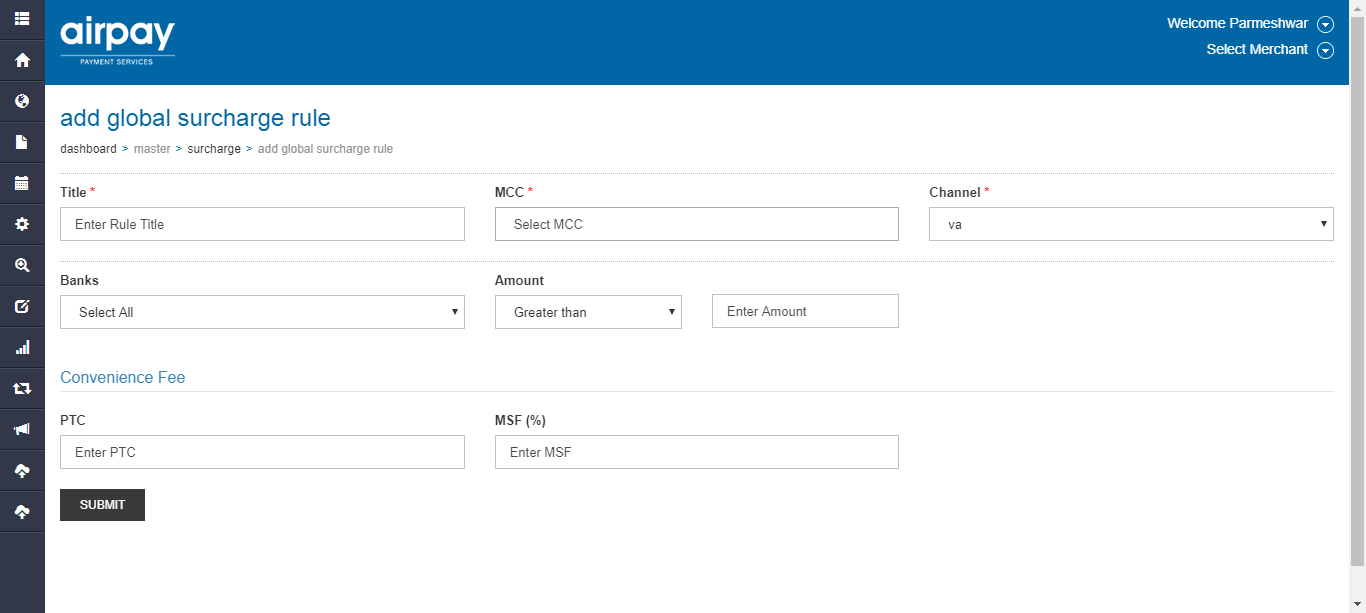 airpay
PAYMENT SERVICES
Welcome Parmeshwar
Select Merchant
add global surcharge rule
dashboard > master > surcharge > add global surcharge rule
Title * MCC * Channel *
Enter Rule Title Select MCC va
Banks Amount
Select All Greater than Enter Amount
Convenience Fee
PTC MSF (%)
Enter PTC Enter MSF
SUBMIT